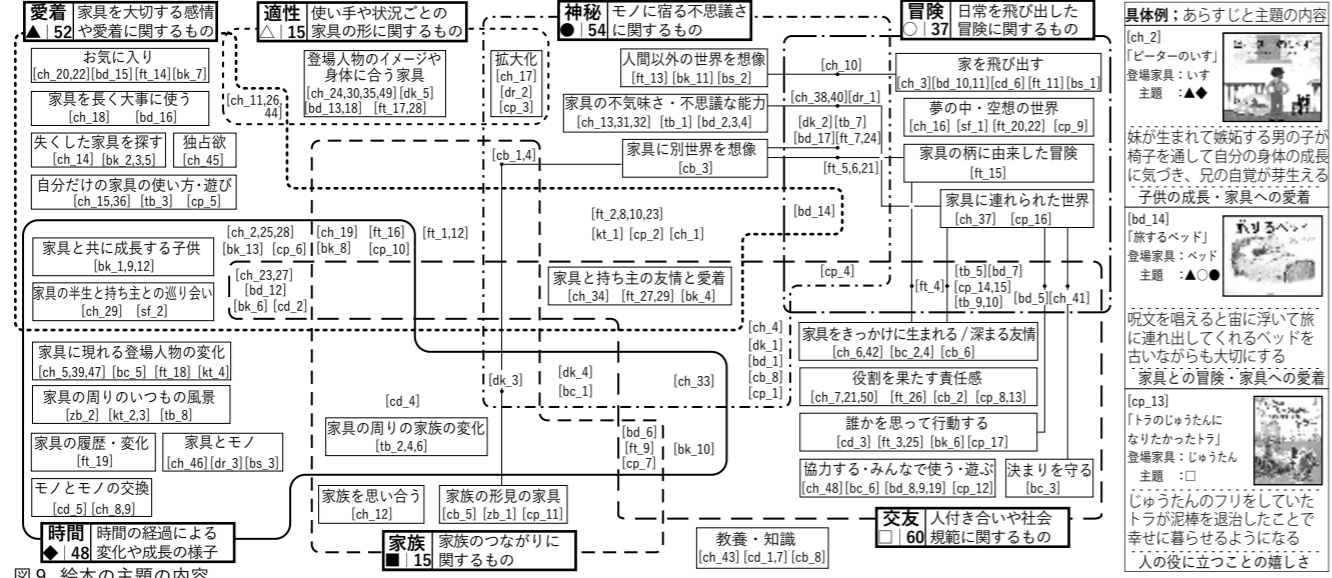 愛着 家具を大切する感情
▲ | 52 や愛着に関するもの
適性 使い手や状況ごとの
△ | 15 家具の形に関するもの
神秘 モノに宿る不思議さ
● | 54 に関するもの
冒険 日常を飛び出した
○ | 37 冒険に関するもの
お気に入り
[ch_20,22][bd_15][ft_14][bk_7]
家具を長く大事に使う
[ch_18] [bd_16]
失くした家具を探す
[ch_14] [bk_2,3,5]
独占欲
[ch_45]
自分だけの家具の使い方・遊び
[ch_15,36] [tb_3] [cp_5]
[ch_11,26,
44]
登場人物のイメージや
身体に合う家具
[ch_24,30,35,49] [dk_5]
[bd_13,18] [ft_17,28]
拡大化
[ch_17]
[dr_2]
[cp_3]
人間以外の世界を想像
[ft_13] [bk_11] [bs_2]
家具の不気味さ・不思議な能力
[ch_13,31,32] [tb_1] [bd_2,3,4]
家具に別世界を想像
[cb_3]
[cb_1,4]
[ch_10]
[ch_38,40][dr_1]
[dk_2][tb_7]
[bd_17][ft_7,24]
[ft_5,6,21]
家を飛び出す
[ch_3][bd_10,11][cd_6] [ft_11][bs_1]
夢の中・空想の世界
[ch_16] [sf_1] [ft_20,22] [cp_9]
家具の柄に由来した冒険
[ft_15]
家具に連れられた世界
[ch_37] [cp_16]
[bd_14]
[ft_2,8,10,23]
[kt_1] [cp_2] [ch_1]
家具と共に成長する子供
[bk_1,9,12]
家具の半生と持ち主との巡り会い
[ch_29] [sf_2]
[ch_2,25,28]
[bk_13] [cp_6]
[ch_19] [ft_16]
[bk_8] [cp_10]
[ft_1,12]
[ch_23,27]
[bd_12]
[bk_6] [cd_2]
家具と持ち主の友情と愛着
[ch_34] [ft_27,29] [bk_4]
[cp_4]
[ft_4]
[tb_5][bd_7]
[cp_14,15]
[tb_9,10]
[bd_5][ch_41]
家具に現れる登場人物の変化
[ch_5,39,47] [bc_5] [ft_18] [kt_4]
家具の周りのいつもの風景
[zb_2] [kt_2,3] [tb_8]
家具の履歴・変化
[ft_19]
家具とモノ
[ch_46][dr_3][bs_3]
モノとモノの交換
[cd_5] [ch_8,9]
[cd_4]
家具の周りの家族の変化
[tb_2,4,6]
[dk_3]
[dk_4]
[bc_1]
[ch_33]
[ch_4]
[dk_1]
[bd_1]
[cb_8]
[cp_1]
[bd_6]
[ft_9]
[cp_7]
[bk_10]
家具をきっかけに生まれる / 深まる友情
[ch_6,42] [bc_2,4] [cb_6]
役割を果たす責任感
[ch_7,21,50] [ft_26] [cb_2] [cp_8,13]
誰かを思って行動する
[cd_3] [ft_3,25] [bk_6] [cp_17]
協力する・みんなで使う・遊ぶ
[ch_48][bc_6] [bd_8,9,19] [cp_12]
決まりを守る
[bc_3]
家族を思い合う
[ch_12]
家族の形見の家具
[cb_5] [zb_1] [cp_11]
教養・知識
[ch_43] [cd_1,7] [cb_8]
時間 時間の経過による
◆ | 48 変化や成長の様子
家族 家族のつながりに
■ | 15 関するもの
交友 人付き合いや社会
□ | 60 規範に関するもの
図9 絵本の主題の内容
具体例；あらすじと主題の内容
[ch_2]
「ピーターのいす」
登場家具：いす
主題 ：▲◆
妹が生まれて嫉妬する男の子が
椅子を通して自分の身体の成長
に気づき、兄の自覚が芽生える
子供の成長・家具への愛着
[bd_14]
「旅するベッド」
登場家具：ベッド
主題 ：▲○●
旅するベッド
呪文を唱えると宙に浮いて旅
に連れ出してくれるベッドを
古いながらも大切にする
家具との冒険・家具への愛着
[cp_13]
「トラのじゅうたんに
なりたかったトラ」
登場家具：じゅうたん
主題 ：□
じゅうたんのフリをしていた
トラが泥棒を退治したことで
幸せに暮らせるようになる
人の役に立つことの嬉しさ